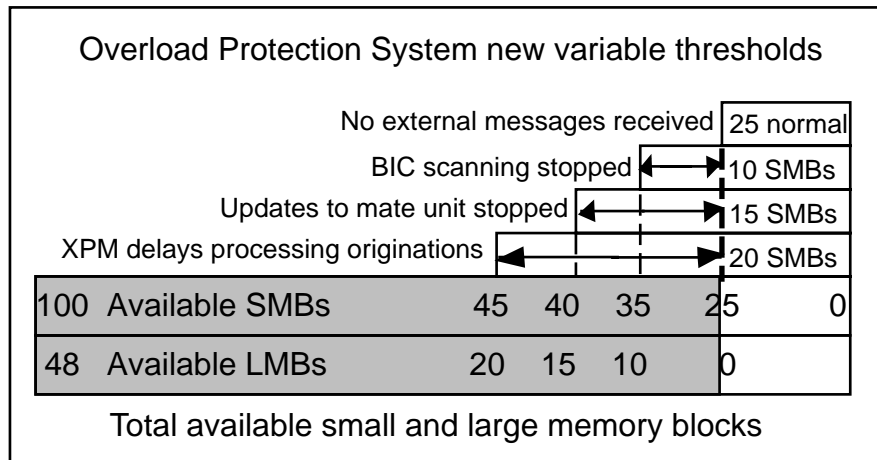 Overload Protection System new variable thresholds
No external messages received 25 normal
BIC scanning stopped 10 SMBs
Updates to mate unit stopped 15 SMBs
XPM delays processing originations 20 SMBs
100 Available SMBs 45 40 35 25 0
48 Available LMBs 20 15 10 0
Total available small and large memory blocks